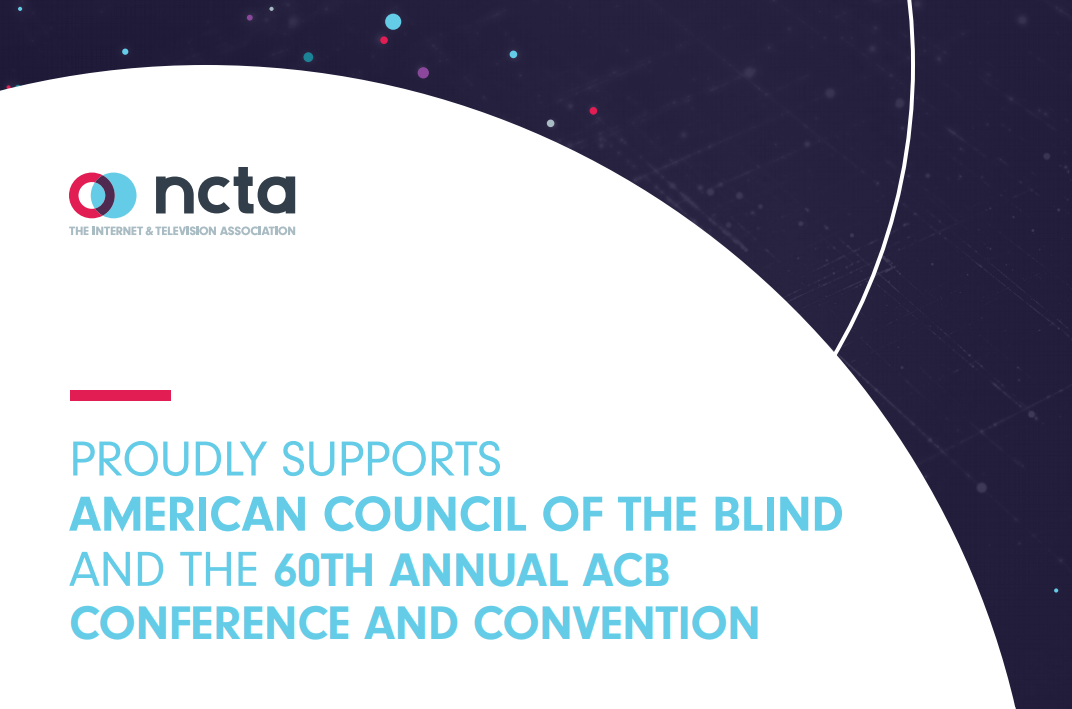 ncta
THE INTERNET & TELEVISION ASSOCIATION
PROUDLY SUPPORTS
AMERICAN COUNCIL OF THE BLIND
AND THE 60TH ANNUAL ACB
CONFERENCE AND CONVENTION